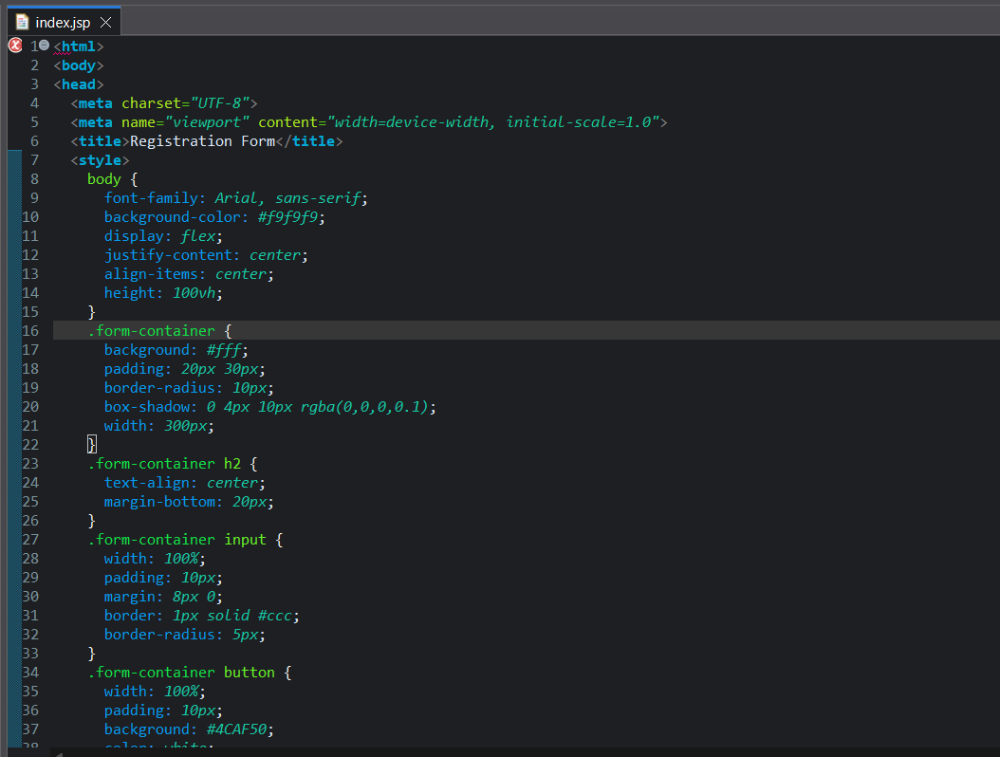 index.jsp
1 <html>
2 <body>
3 <head>
4 <meta charset="UTF-8">
5 <meta name="viewport" content="width=device-width, initial-scale=1.0">
6 <title>Registration Form</title>
7 <style>
8 body {
9 font-family: Arial, sans-serif;
10 background-color: #f9f9f9;
11 display: flex;
12 justify-content: center;
13 align-items: center;
14 height: 100vh;
15 }
16 .form-container {
17 background: #fff;
18 padding: 20px 30px;
19 border-radius: 10px;
20 box-shadow: 0 4px 10px rgba(0,0,0,0.1);
21 width: 300px;
22 }
23 .form-container h2 {
24 text-align: center;
25 margin-bottom: 20px;
26 }
27 .form-container input {
28 width: 100%;
29 padding: 10px;
30 margin: 8px 0;
31 border: 1px solid #ccc;
32 border-radius: 5px;
33 }
34 .form-container button {
35 width: 100%;
36 padding: 10px;
37 background: #4CAF50;
38 color: white;